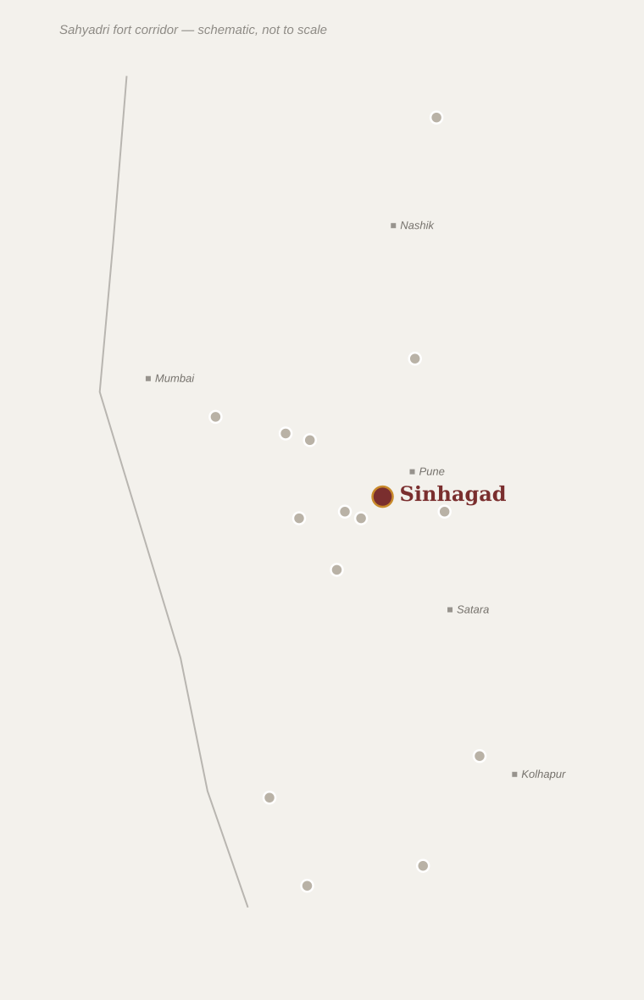 Sahyadri fort corridor — schematic, not to scale
Nashik
Mumbai
Pune
Sinhagad
Satara
Kolhapur